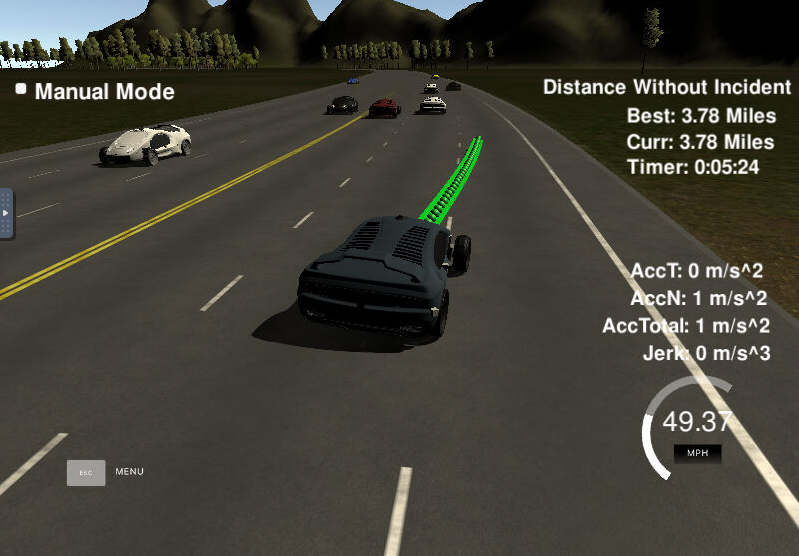 Manual Mode
Distance Without Incident
Best: 3.78 Miles
Curr: 3.78 Miles
Timer: 0:05:24
AccT: 0 m/s^2
AccN: 1 m/s^2
AccTotal: 1 m/s^2
Jerk: 0 m/s^3
49.37
MPH
ESC MENU